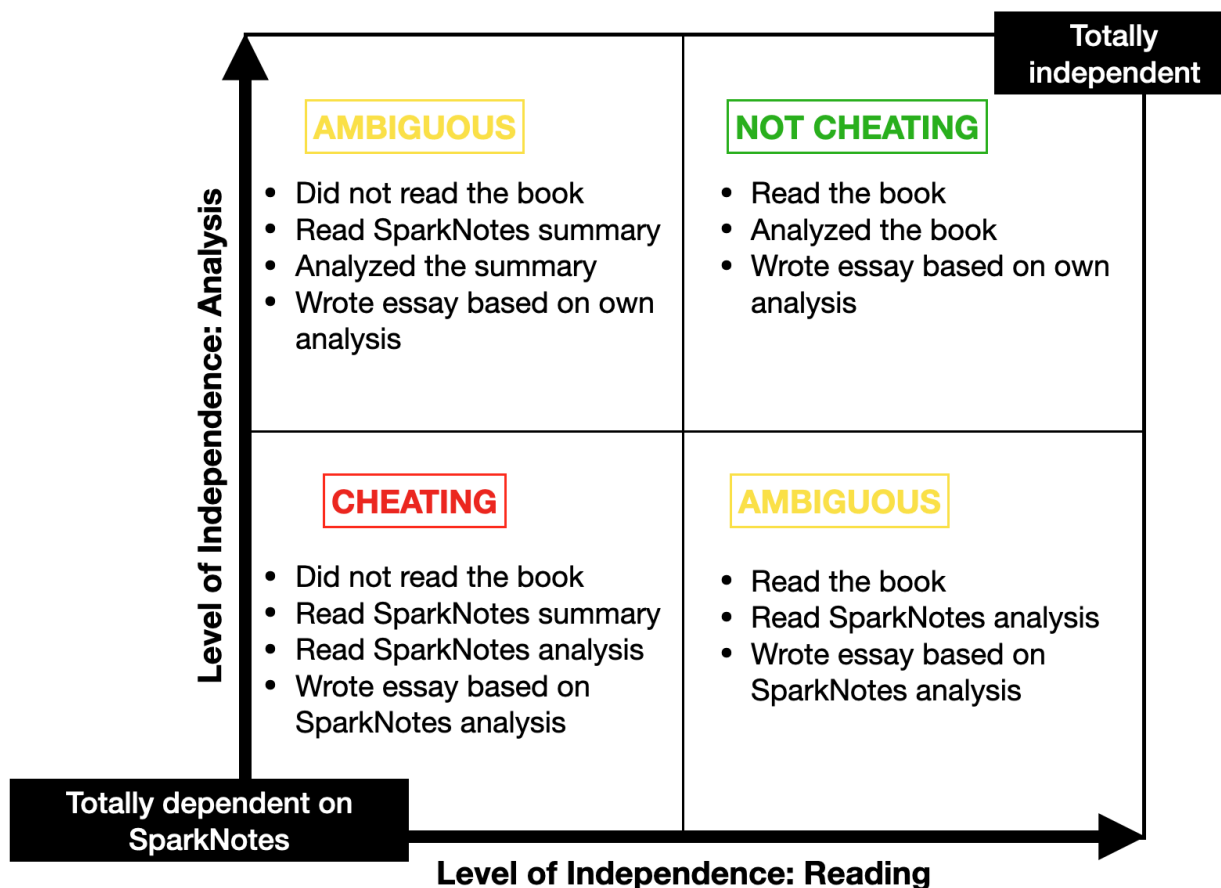 Totally
independent
Level of Independence: Analysis
AMBIGUOUS
• Did not read the book
• Read SparkNotes summary
• Analyzed the summary
• Wrote essay based on own
analysis
NOT CHEATING
• Read the book
• Analyzed the book
• Wrote essay based on own
analysis
CHEATING
• Did not read the book
• Read SparkNotes summary
• Read SparkNotes analysis
• Wrote essay based on
SparkNotes analysis
AMBIGUOUS
• Read the book
• Read SparkNotes analysis
• Wrote essay based on
SparkNotes analysis
Totally dependent on
SparkNotes
Level of Independence: Reading